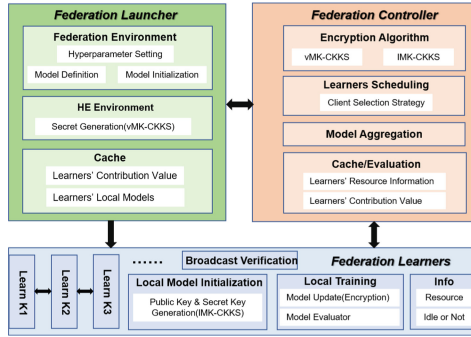 Federation Launcher
Federation Environment
Hyperparameter Setting
Model Definition
Model Initialization
HE Environment
Secret Generation(vMK-CKKS)
Cache
Learners' Contribution Value
Learners' Local Models
Federation Controller
Encryption Algorithm
vMK-CKKS
IMK-CKKS
Learners Scheduling
Client Selection Strategy
Model Aggregation
Cache/Evaluation
Learners' Resource Information
Learners' Contribution Value
Learn K1
Learn K2
Learn K3
......
Broadcast Verification
Federation Learners
Local Model Initialization
Public Key & Secret Key
Generation(IMK-CKKS)
Local Training
Model Update(Encryption)
Model Evaluator
Info
Resource
Idle or Not